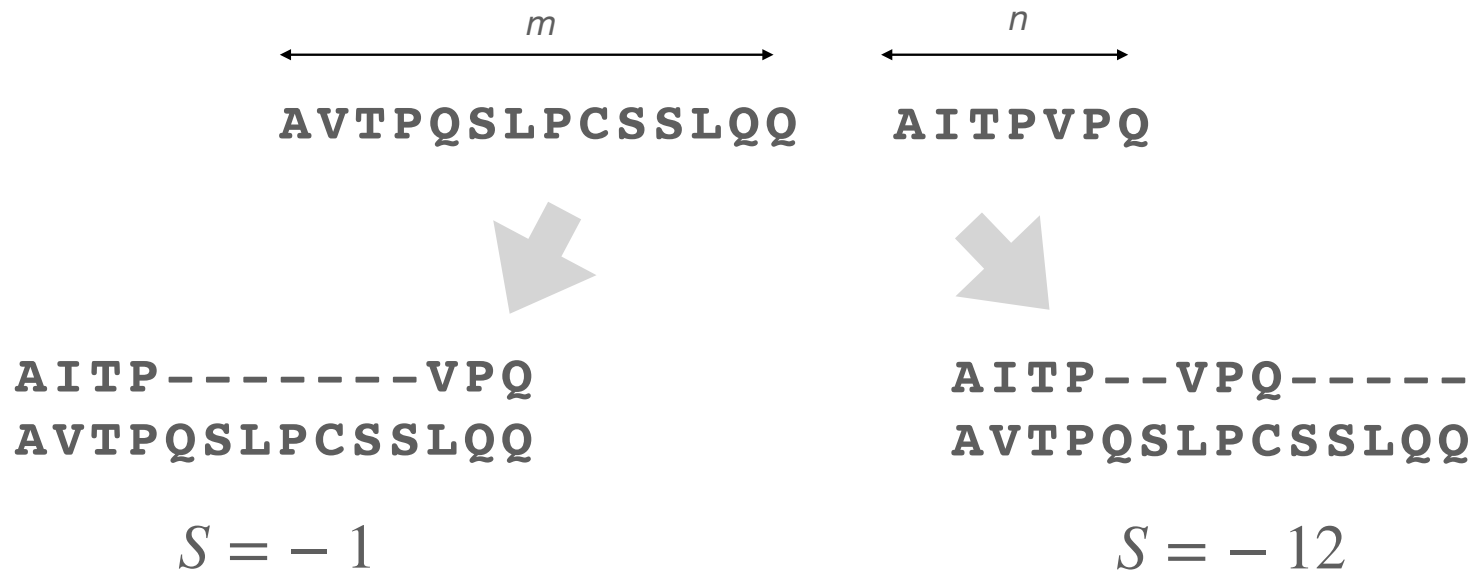 m n
AVTPQSLPCSSLQQ AITPVPQ
AITP-------VPQ AITP--VPQ-----
AVTPQSLPCSSLQQ AVTPQSLPCSSLQQ
S = − 1 S = − 12